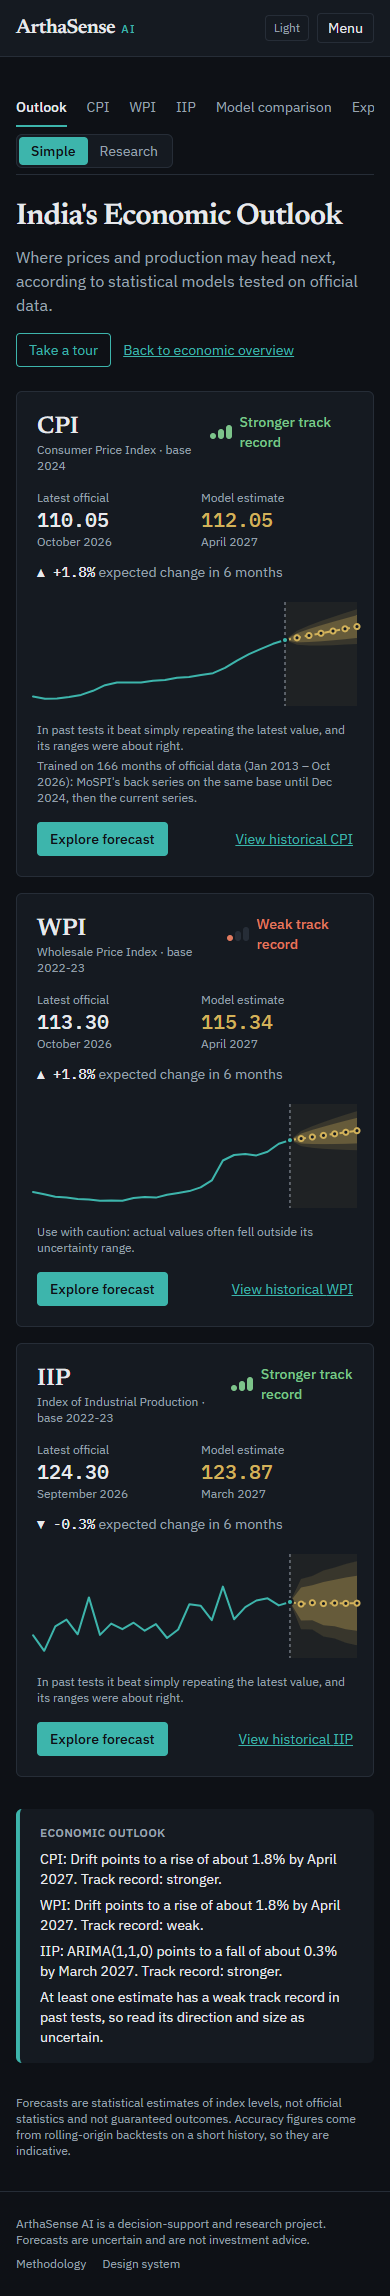 ArthaSense AI
Light
Menu
Outlook CPI WPI IIP Model comparison Exp
Simple Research
India's Economic Outlook
Where prices and production may head next,
according to statistical models tested on official
data.
Take a tour Back to economic overview
CPI
Stronger track
record
Consumer Price Index · base
2024
Latest official Model estimate
110.05 112.05
October 2026 April 2027
▲ +1.8% expected change in 6 months
In past tests it beat simply repeating the latest value, and
its ranges were about right.
Trained on 166 months of official data (Jan 2013 – Oct
2026): MoSPI's back series on the same base until Dec
2024, then the current series.
Explore forecast View historical CPI
WPI
Weak track
record
Wholesale Price Index · base
2022-23
Latest official Model estimate
113.30 115.34
October 2026 April 2027
▲ +1.8% expected change in 6 months
Use with caution: actual values often fell outside its
uncertainty range.
Explore forecast View historical WPI
IIP
Stronger track
record
Index of Industrial Production ·
base 2022-23
Latest official Model estimate
124.30 123.87
September 2026 March 2027
▼ -0.3% expected change in 6 months
In past tests it beat simply repeating the latest value, and
its ranges were about right.
Explore forecast View historical IIP
ECONOMIC OUTLOOK
CPI: Drift points to a rise of about 1.8% by April
2027. Track record: stronger.
WPI: Drift points to a rise of about 1.8% by April
2027. Track record: weak.
IIP: ARIMA(1,1,0) points to a fall of about 0.3%
by March 2027. Track record: stronger.
At least one estimate has a weak track record in
past tests, so read its direction and size as
uncertain.
Forecasts are statistical estimates of index levels, not official
statistics and not guaranteed outcomes. Accuracy figures come
from rolling-origin backtests on a short history, so they are
indicative.
ArthaSense AI is a decision-support and research project.
Forecasts are uncertain and are not investment advice.
Methodology Design system